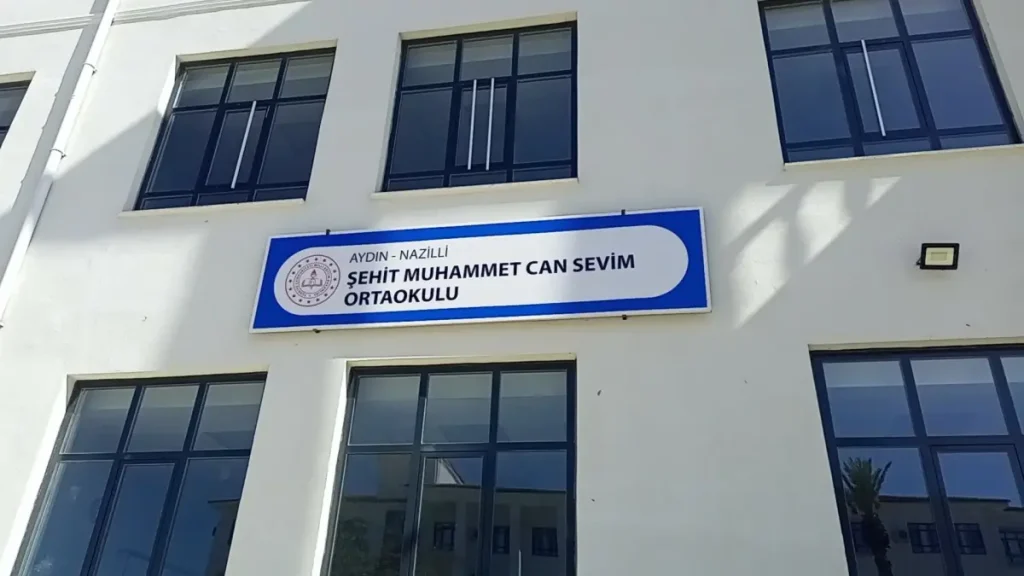 AYDIN - NAZİLLİ
ŞEHİT MUHAMMET CAN SEVİM
ORTAOKULU